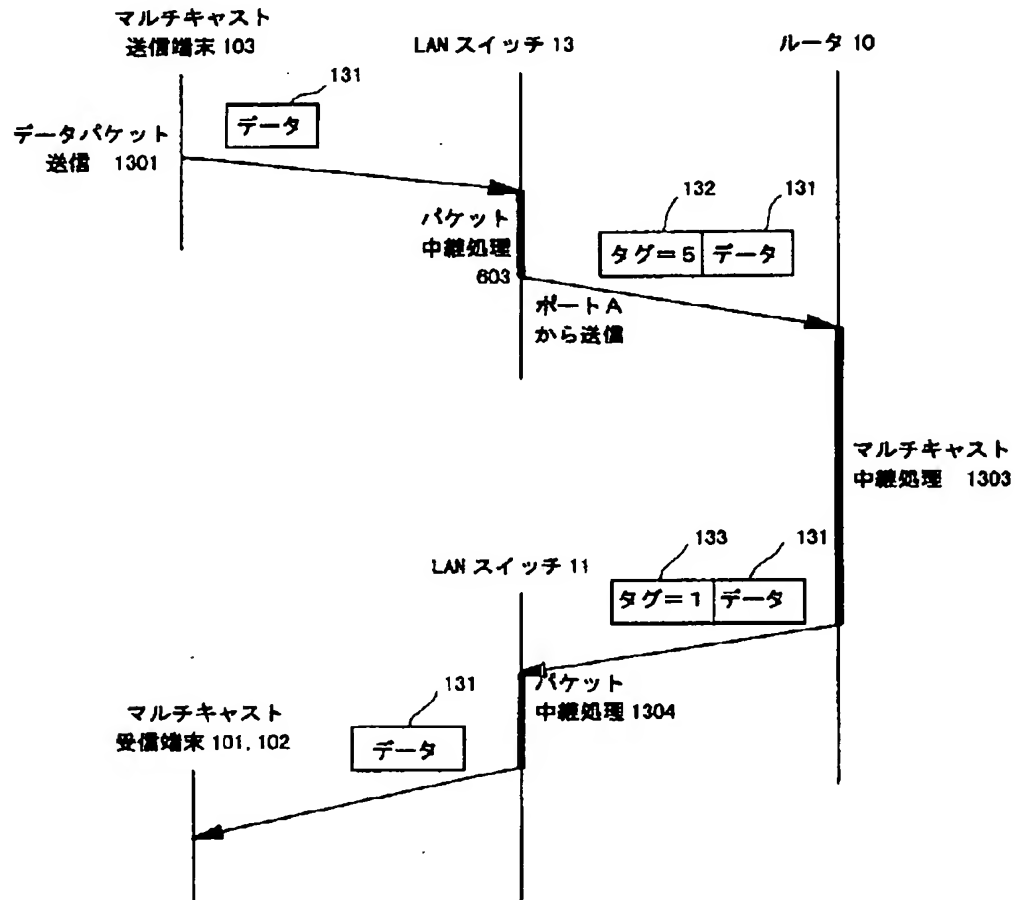 マルチキャスト
送信端末 103
LAN スイッチ 13
ルータ 10
131
データ
データパケット
送信 1301
132
131
タグ=5
データ
パケット
中継処理
603
ポートA
から送信
マルチキャスト
中継処理 1303
LAN スイッチ 11
133
131
タグ=1
データ
パケット
中継処理 1304
131
データ
マルチキャスト
受信端末 101, 102